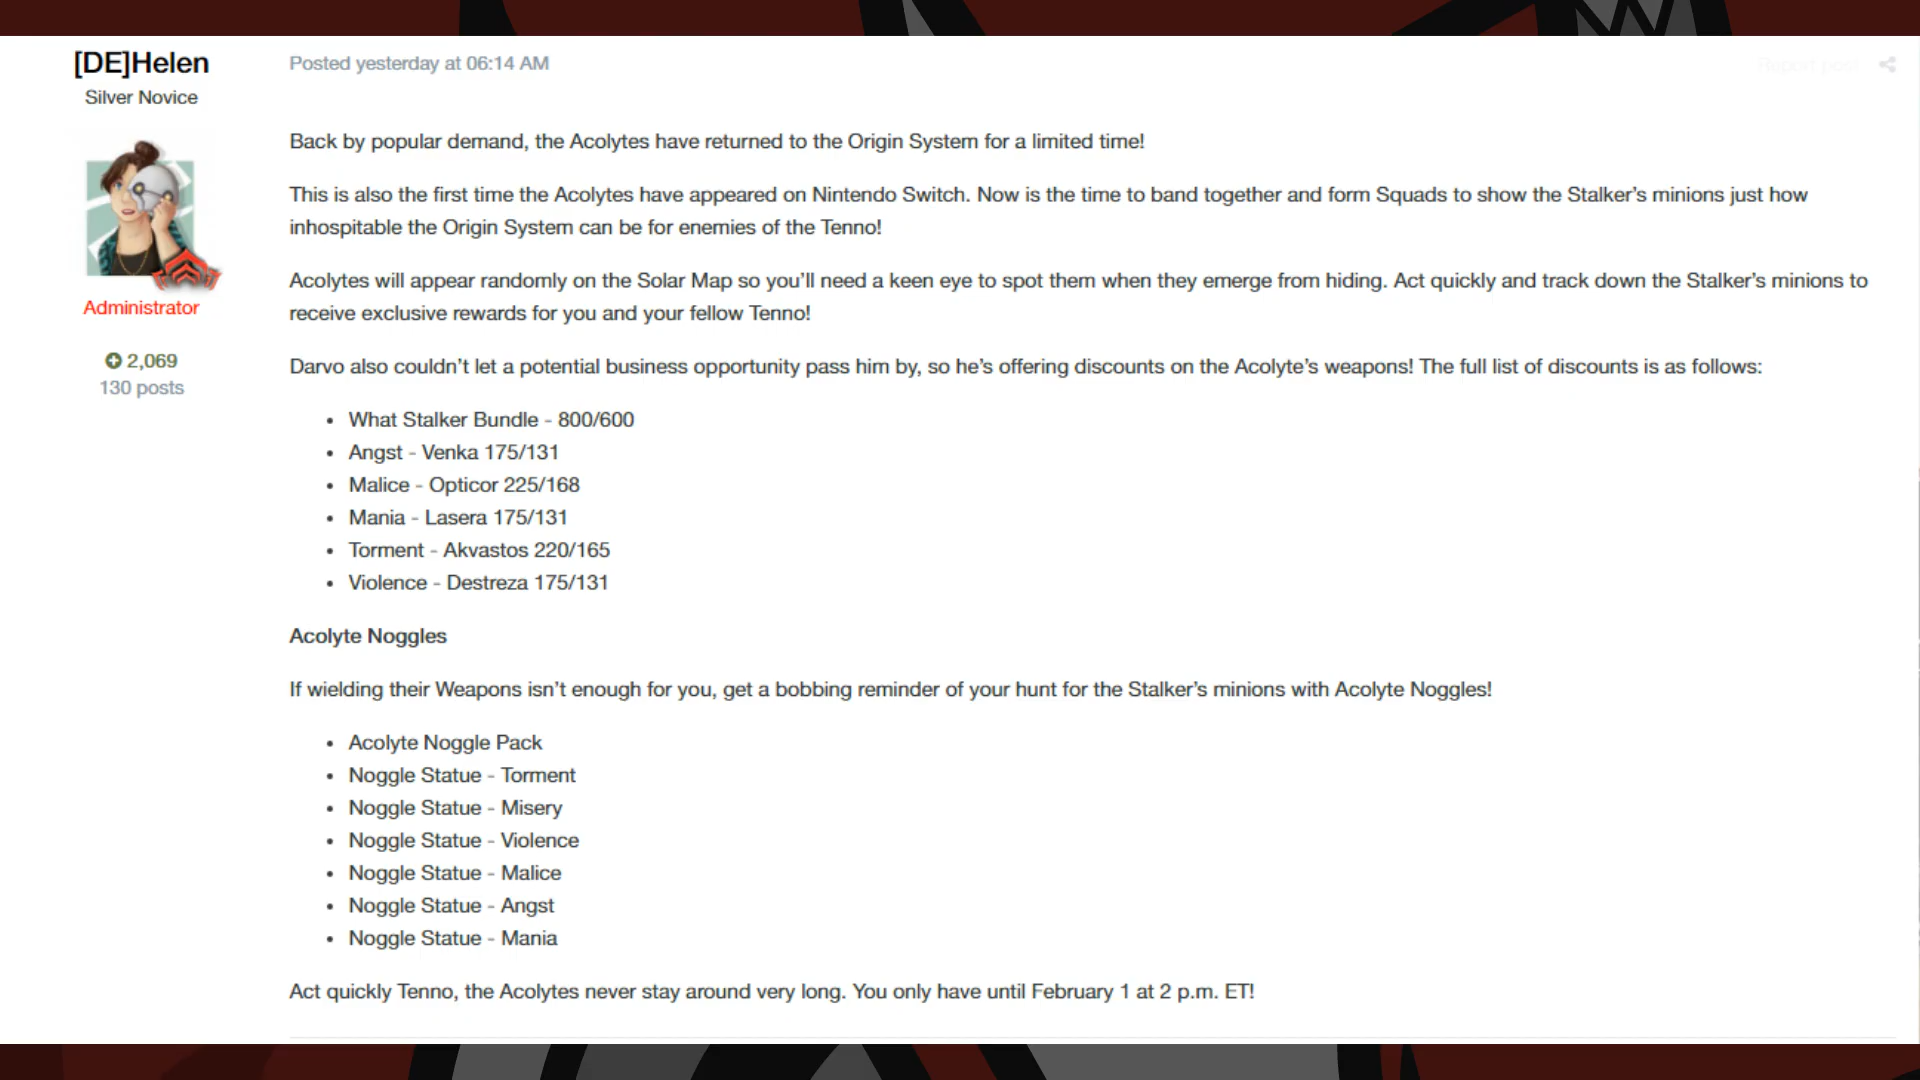 [DE]Helen
Silver Novice
Administrator
2,069
130 posts
Posted yesterday at 06:14 AM
Report post
Back by popular demand, the Acolytes have returned to the Origin System for a limited time!
This is also the first time the Acolytes have appeared on Nintendo Switch. Now is the time to band together and form Squads to show the Stalker’s minions just how
inhospitable the Origin System can be for enemies of the Tenno!
Acolytes will appear randomly on the Solar Map so you’ll need a keen eye to spot them when they emerge from hiding. Act quickly and track down the Stalker’s minions to
receive exclusive rewards for you and your fellow Tenno!
Darvo also couldn’t let a potential business opportunity pass him by, so he’s offering discounts on the Acolyte’s weapons! The full list of discounts is as follows:
• What Stalker Bundle - 800/600
• Angst - Venka 175/131
• Malice - Opticor 225/168
• Mania - Lasera 175/131
• Torment - Akvastos 220/165
• Violence - Destreza 175/131
Acolyte Noggles
If wielding their Weapons isn’t enough for you, get a bobbing reminder of your hunt for the Stalker’s minions with Acolyte Noggles!
• Acolyte Noggle Pack
• Noggle Statue - Torment
• Noggle Statue - Misery
• Noggle Statue - Violence
• Noggle Statue - Malice
• Noggle Statue - Angst
• Noggle Statue - Mania
Act quickly Tenno, the Acolytes never stay around very long. You only have until February 1 at 2 p.m. ET!